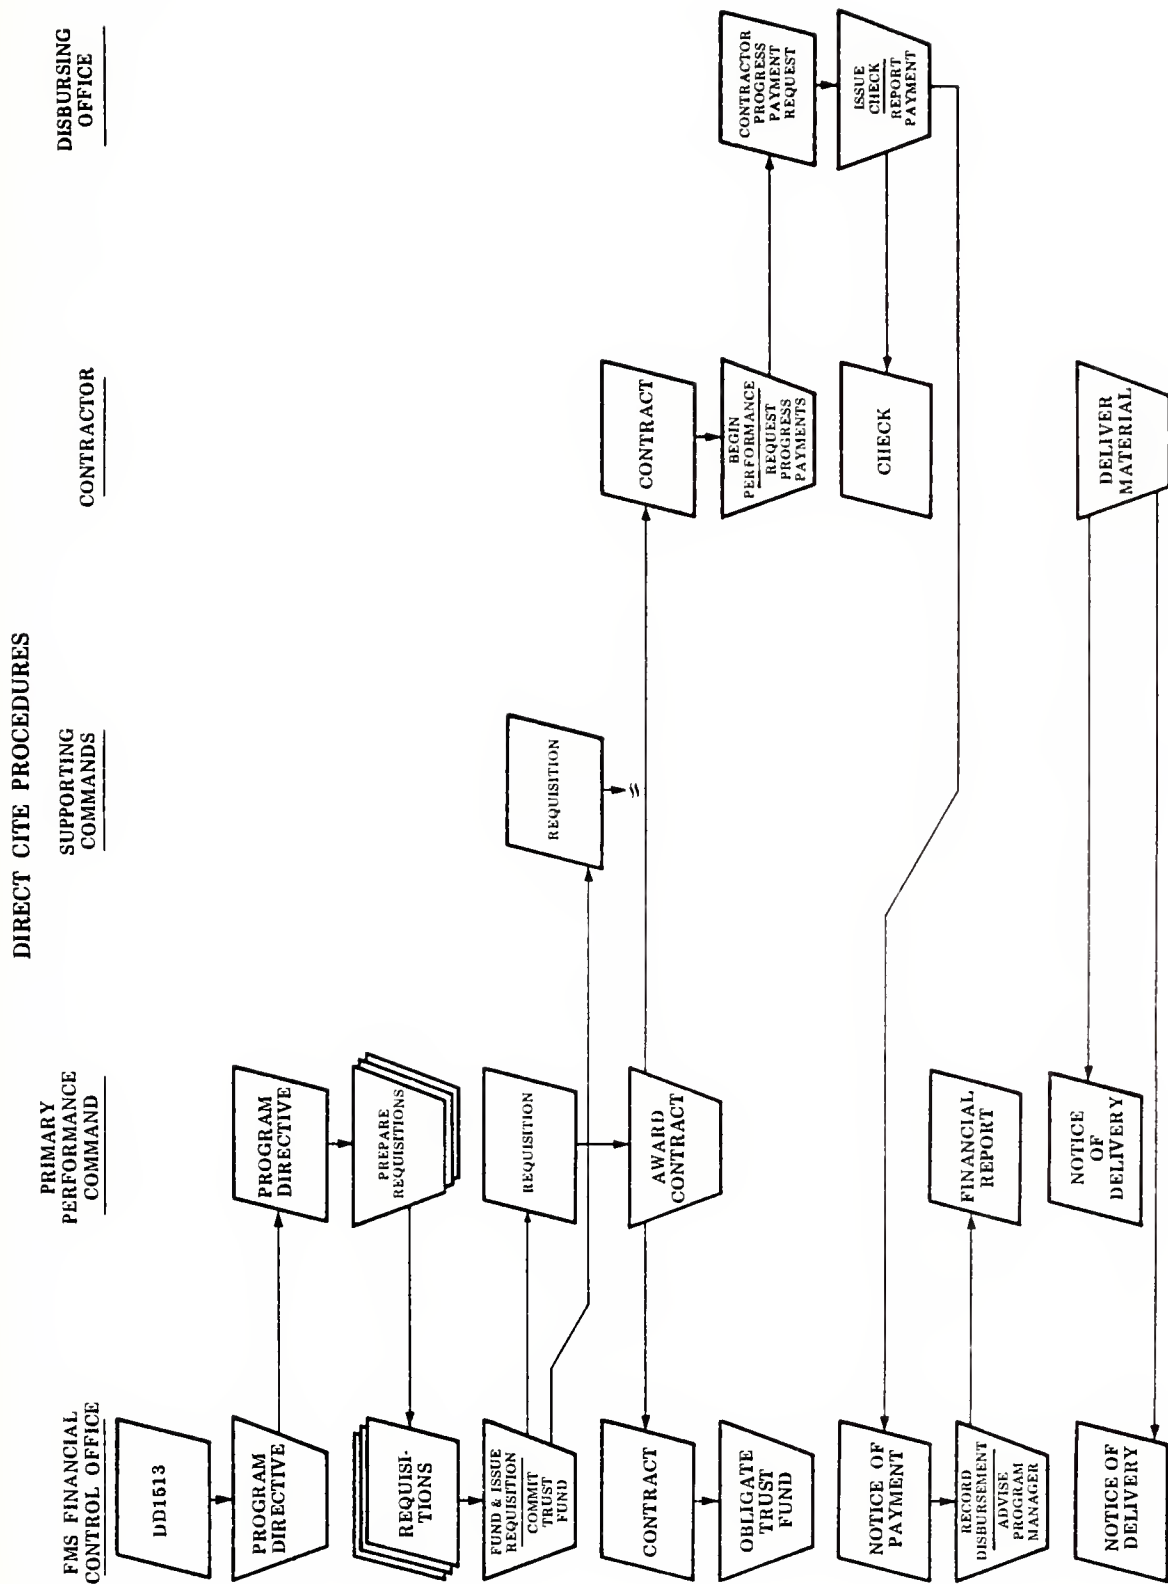 DIRECT CITE PROCEDURES
FMS FINANCIAL
CONTROL OFFICE
PRIMARY
PERFORMANCE
COMMAND
SUPPORTING
COMMANDS
CONTRACTOR
DISBURSING
OFFICE
DD1513
PROGRAM
DIRECTIVE
PROGRAM
DIRECTIVE
PREPARE
REQUISITIONS
REQUISI-
TIONS
FUND & ISSUE
REQUISITION
COMMIT
TRUST
FUND
REQUISITION
REQUISITION
AWARD
CONTRACT
CONTRACT
CONTRACT
OBLIGATE
TRUST
FUND
BEGIN
PERFORMANCE
REQUEST
PROGRESS
PAYMENTS
CONTRACTOR
PROGRESS
PAYMENT
REQUEST
ISSUE
CHECK
REPORT
PAYMENT
CHECK
NOTICE OF
PAYMENT
RECORD
DISBURSEMENT
ADVISE
PROGRAM
MANAGER
FINANCIAL
REPORT
DELIVER
MATERIAL
NOTICE
OF
DELIVERY
NOTICE OF
DELIVERY